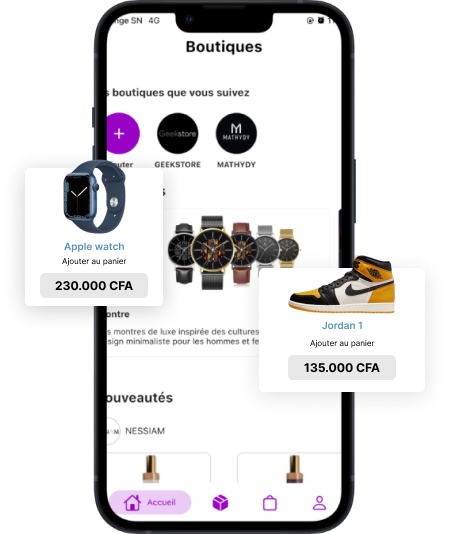 nge SN 4G
Boutiques
s boutiques que vous suivez
Geekstore
M
MATHYDY
outer
GEEKSTORE
MATHYDY
s
Apple watch
Ajouter au panier
230.000 CFA
ontre
s montres de luxe inspirée des cultures
sign minimaliste pour les hommes et fe
Jordan 1
Ajouter au panier
135.000 CFA
ouveautés
NESSIAM
Accueil